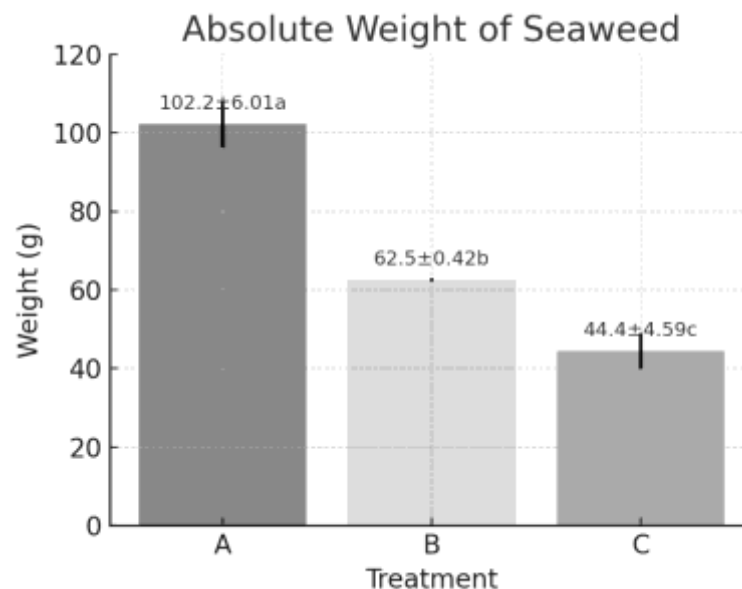 Absolute Weight of Seaweed
120
100
80
60
40
20
0
Weight (g)
102.2±6.01a
62.5±0.42b
44.4±4.59c
A B C
Treatment